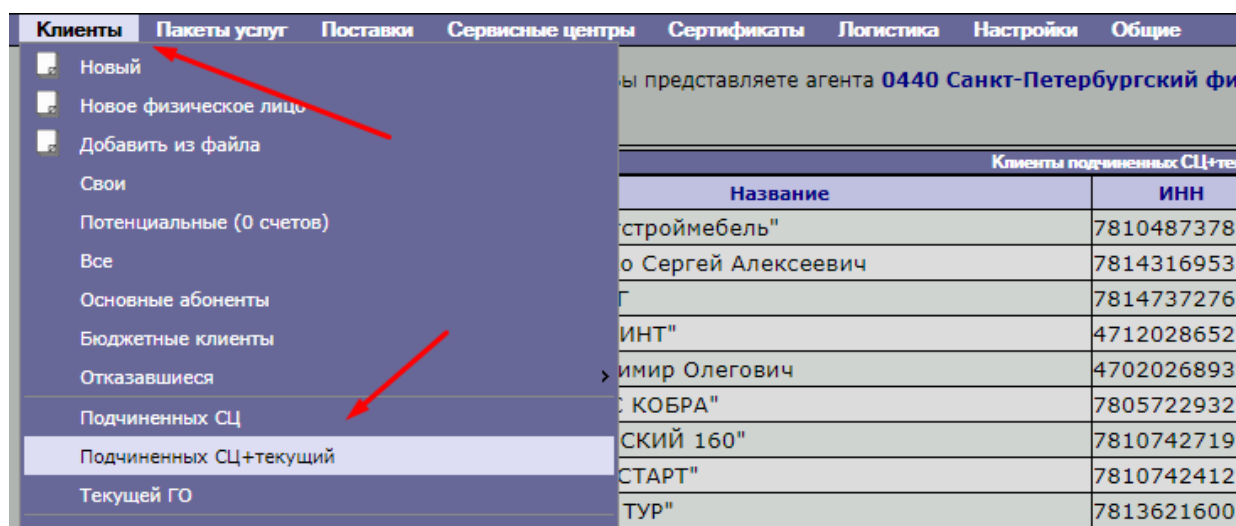 Клиенты Пакеты услуг Поставки Сервисные центры Сертификаты Логистика Настройки Общие
Новый
Новое физическое лицо
Добавить из файла
Свои
Потенциальные (0 счетов)
Все
Основные абоненты
Бюджетные клиенты
Отказавшиеся
Подчиненных СЦ
Подчиненных СЦ+текущий
Текущей ГО
ы представляете агента 0440 Санкт-Петербургский фи
Клиенты подчиненных СЦ+те
Название ИНН
строймебель" 7810487378
о Сергей Алексеевич 7814316953
Г 7814737276
ИНТ" 4712028652
имир Олегович 4702026893
С КОБРА" 7805722932
СКИЙ 160" 7810742719
СТАРТ" 7810742412
ТУР" 7813621600